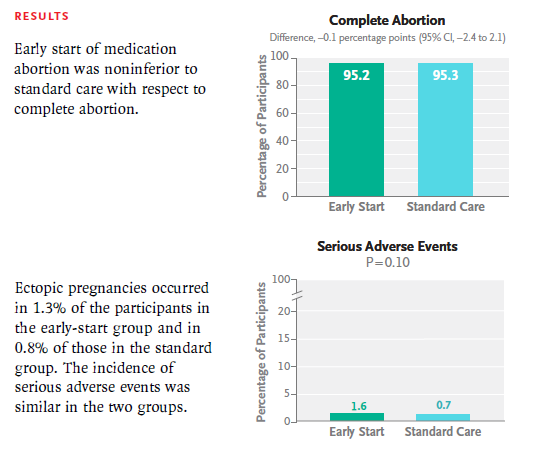 RESULTS
Early start of medication
abortion was noninferior to
standard care with respect to
complete abortion.
Complete Abortion
Difference, –0.1 percentage points (95% CI, –2.4 to 2.1)
Percentage of Participants
100
80
60
40
20
0
95.2
95.3
Early Start
Standard Care
Ectopic pregnancies occurred
in 1.3% of the participants in
the early-start group and in
0.8% of those in the standard
group. The incidence of
serious adverse events was
similar in the two groups.
Serious Adverse Events
P=0.10
Percentage of Participants
100
20
15
10
5
0
1.6
0.7
Early Start
Standard Care